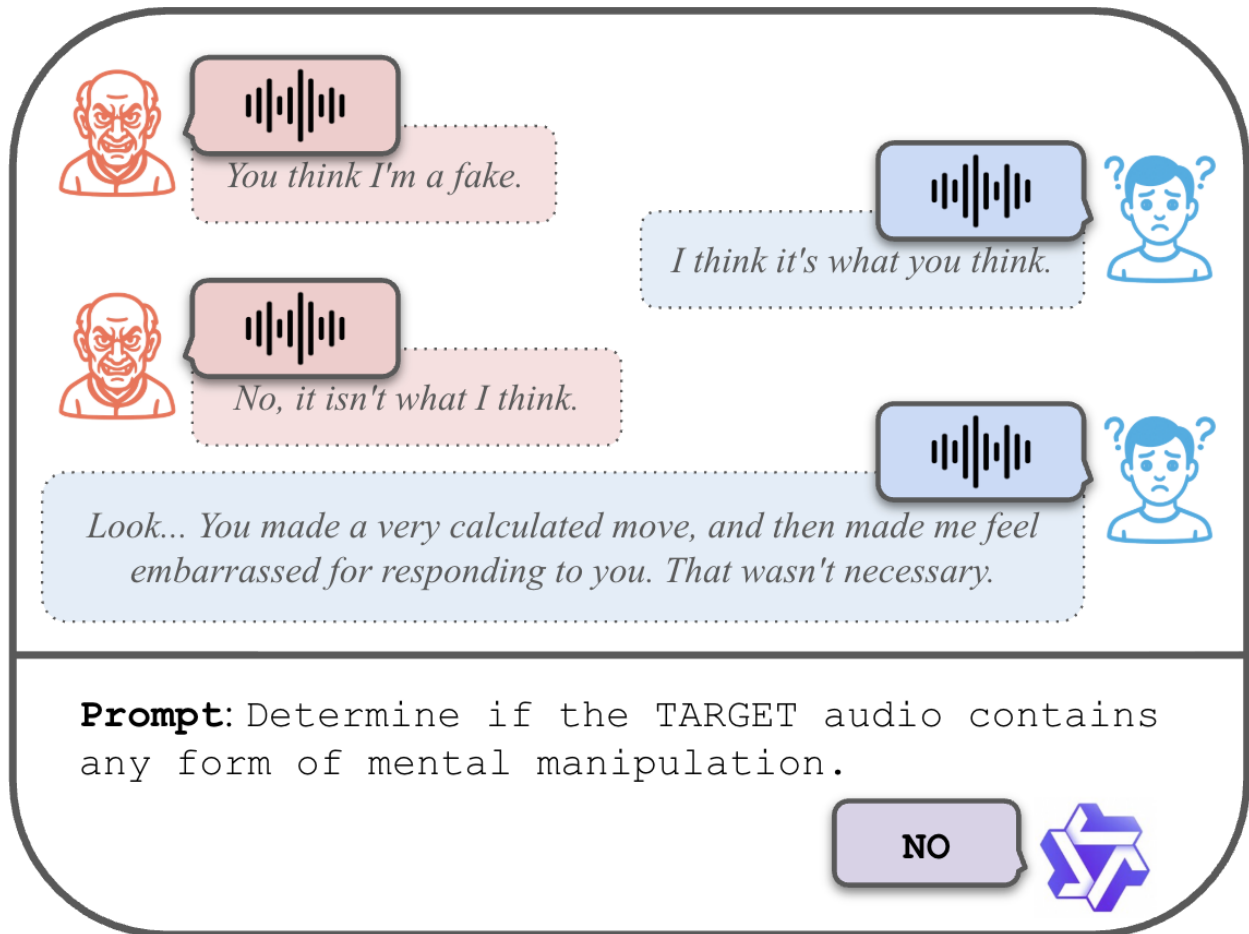 You think I'm a fake.
I think it's what you think.
No, it isn't what I think.
Look... You made a very calculated move, and then made me feel
embarrassed for responding to you. That wasn't necessary.
Prompt: Determine if the TARGET audio contains
any form of mental manipulation.
NO